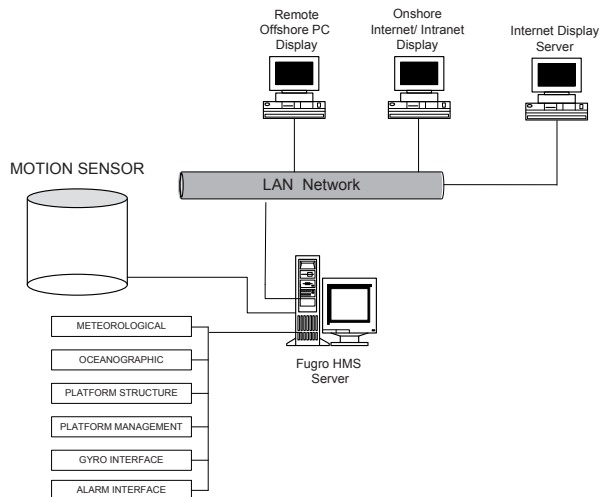 Remote
Offshore PC
Display
Onshore
Internet/ Intranet
Display
Internet Display
Server
MOTION SENSOR
LAN Network
METEOROLOGICAL
OCEANOGRAPHIC
PLATFORM STRUCTURE
PLATFORM MANAGEMENT
GYRO INTERFACE
ALARM INTERFACE
Fugro HMS
Server